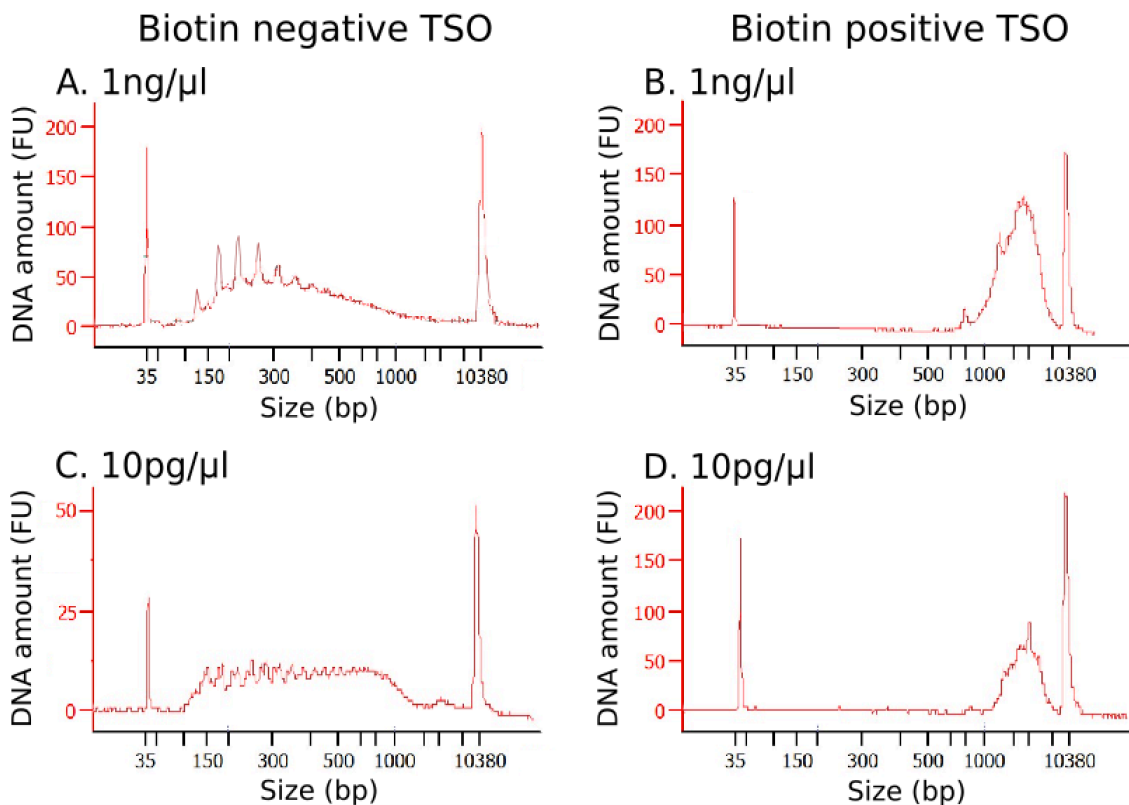 Biotin negative TSO
Biotin positive TSO
A. 1ng/µl
DNA amount (FU)
200
150
100
50
0
35 150 300 500 1000 10380
Size (bp)
B. 1ng/µl
DNA amount (FU)
200
150
100
50
0
35 150 300 500 1000 10380
Size (bp)
C. 10pg/µl
DNA amount (FU)
50
25
0
35 150 300 500 1000 10380
Size (bp)
D. 10pg/µl
DNA amount (FU)
200
150
100
50
0
35 150 300 500 1000 10380
Size (bp)